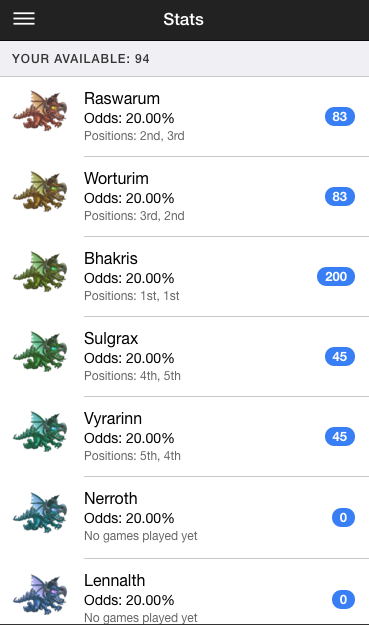 Stats
YOUR AVAILABLE: 94
Raswarum
Odds: 20.00%
Positions: 2nd, 3rd
83
Worturim
Odds: 20.00%
Positions: 3rd, 2nd
83
Bhakris
Odds: 20.00%
Positions: 1st, 1st
200
Sulgrax
Odds: 20.00%
Positions: 4th, 5th
45
Vyrarinn
Odds: 20.00%
Positions: 5th, 4th
45
Nerroth
Odds: 20.00%
No games played yet
0
Lennalth
Odds: 20.00%
No games played yet
0